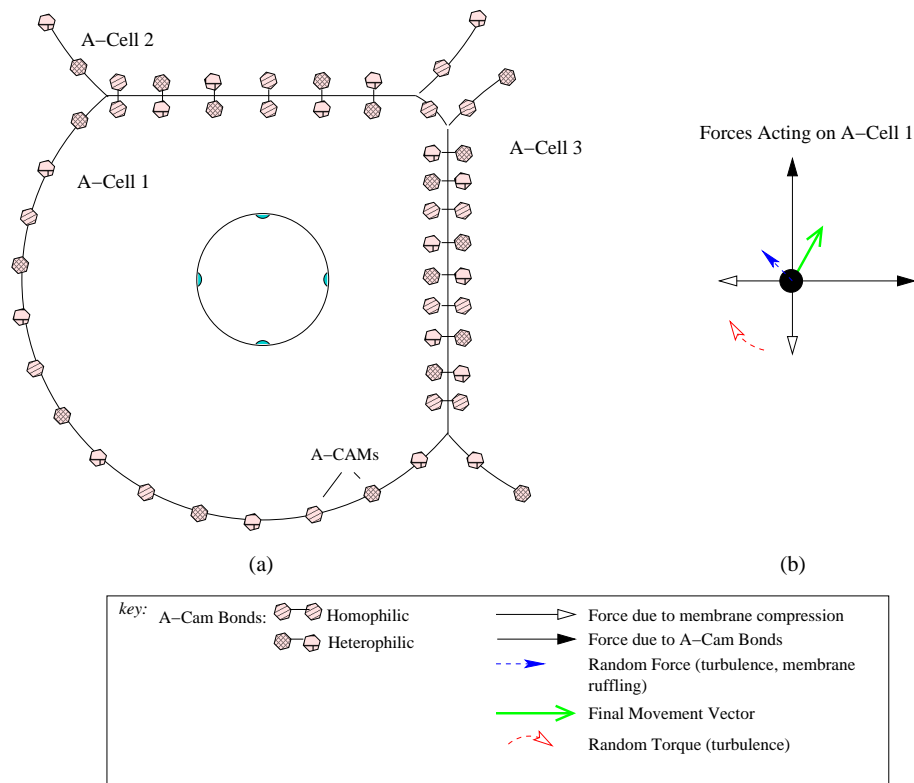 A–Cell 2
A–Cell 1
A–Cell 3
A–CAMs
(a)
Forces Acting on A–Cell 1
(b)
key:
A–Cam Bonds:
Homophilic
Heterophilic
Force due to membrane compression
Force due to A–Cam Bonds
Random Force (turbulence, membrane
ruffling)
Final Movement Vector
Random Torque (turbulence)